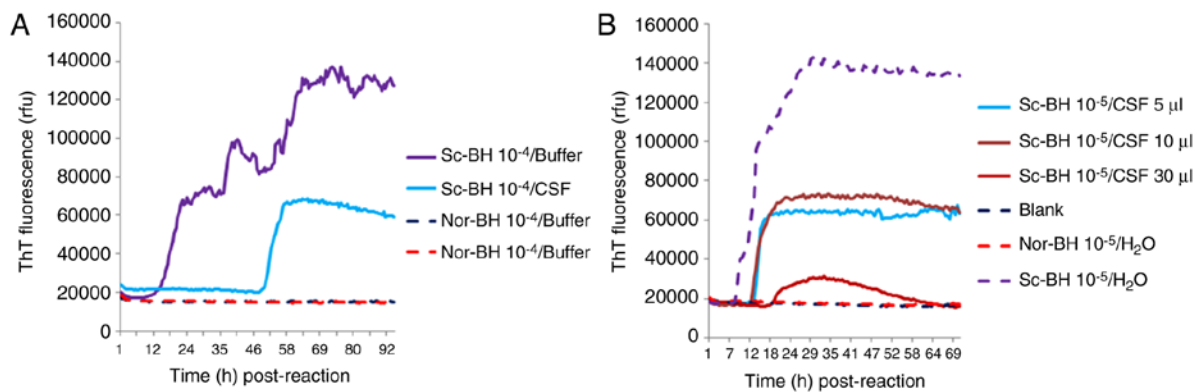 A
ThT fluorescence (rfu)
160000
140000
120000
100000
80000
60000
40000
20000
0
1 12 24 36 46 58 69 80 92
Time (h) post-reaction
Sc-BH 10⁻⁴/Buffer
Sc-BH 10⁻⁴/CSF
Nor-BH 10⁻⁴/Buffer
Nor-BH 10⁻⁴/Buffer
B
ThT fluorescence (rfu)
160000
140000
120000
100000
80000
60000
40000
20000
0
1 7 12 18 24 29 35 41 47 52 58 64 69
Time (h) post-reaction
Sc-BH 10⁻⁵/CSF 5 µl
Sc-BH 10⁻⁵/CSF 10 µl
Sc-BH 10⁻⁵/CSF 30 µl
Blank
Nor-BH 10⁻⁵/H₂O
Sc-BH 10⁻⁵/H₂O